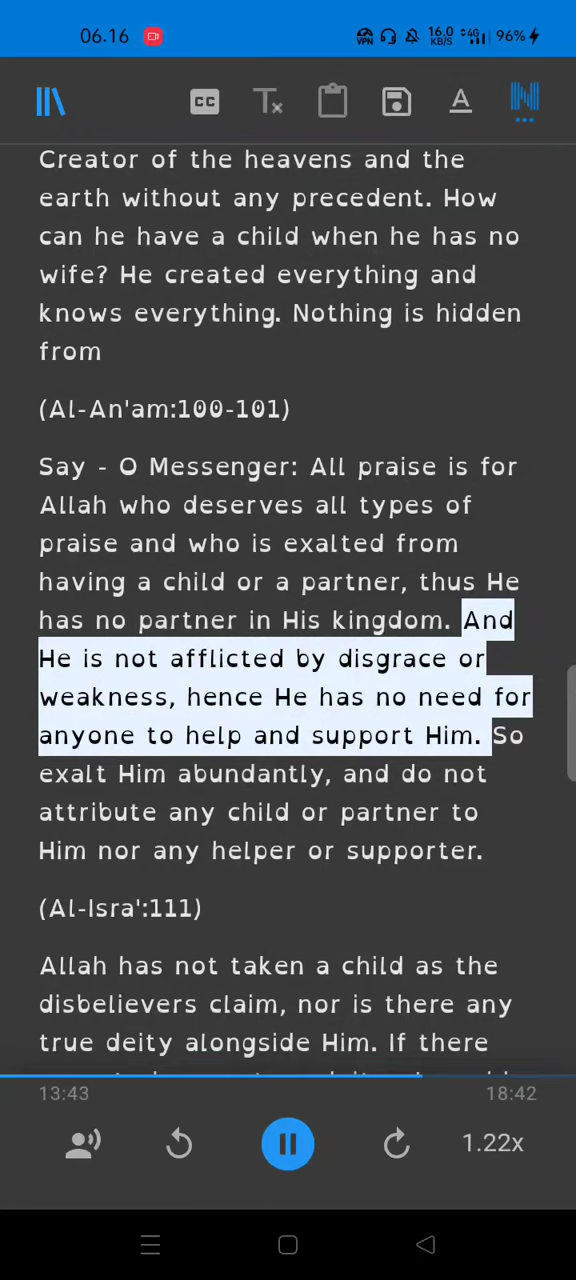 06.16
VPN 16.0 KB/S 4G 96%
CC
Creator of the heavens and the
earth without any precedent. How
can he have a child when he has no
wife? He created everything and
knows everything. Nothing is hidden
from
(Al-An'am:100-101)
Say - O Messenger: All praise is for
Allah who deserves all types of
praise and who is exalted from
having a child or a partner, thus He
has no partner in His kingdom. And
He is not afflicted by disgrace or
weakness, hence He has no need for
anyone to help and support Him. So
exalt Him abundantly, and do not
attribute any child or partner to
Him nor any helper or supporter.
(Al-Isra':111)
Allah has not taken a child as the
disbelievers claim, nor is there any
true deity alongside Him. If there
13:43 18:42
1.22x